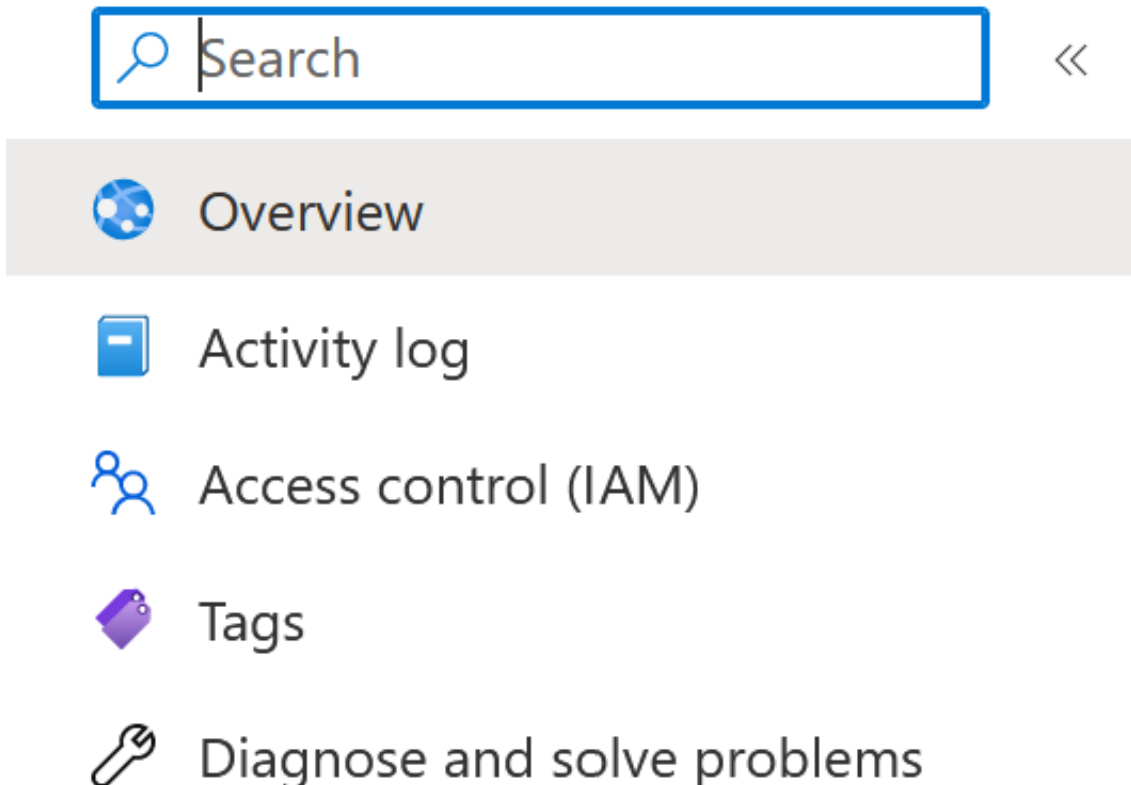 Search
Overview
Activity log
Access control (IAM)
Tags
Diagnose and solve problems